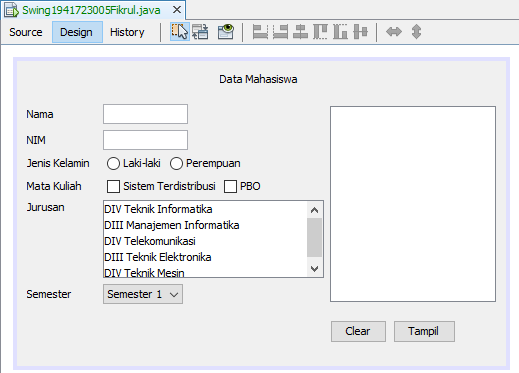 Swing1941723005Fikrul.java
Source Design History
Data Mahasiswa
Nama
NIM
Jenis Kelamin Laki-laki Perempuan
Mata Kuliah Sistem Terdistribusi PBO
Jurusan
DIV Teknik Informatika
DIII Manajemen Informatika
DIV Telekomunikasi
DIII Teknik Elektronika
DIV Teknik Mesin
Semester Semester 1
Clear Tampil